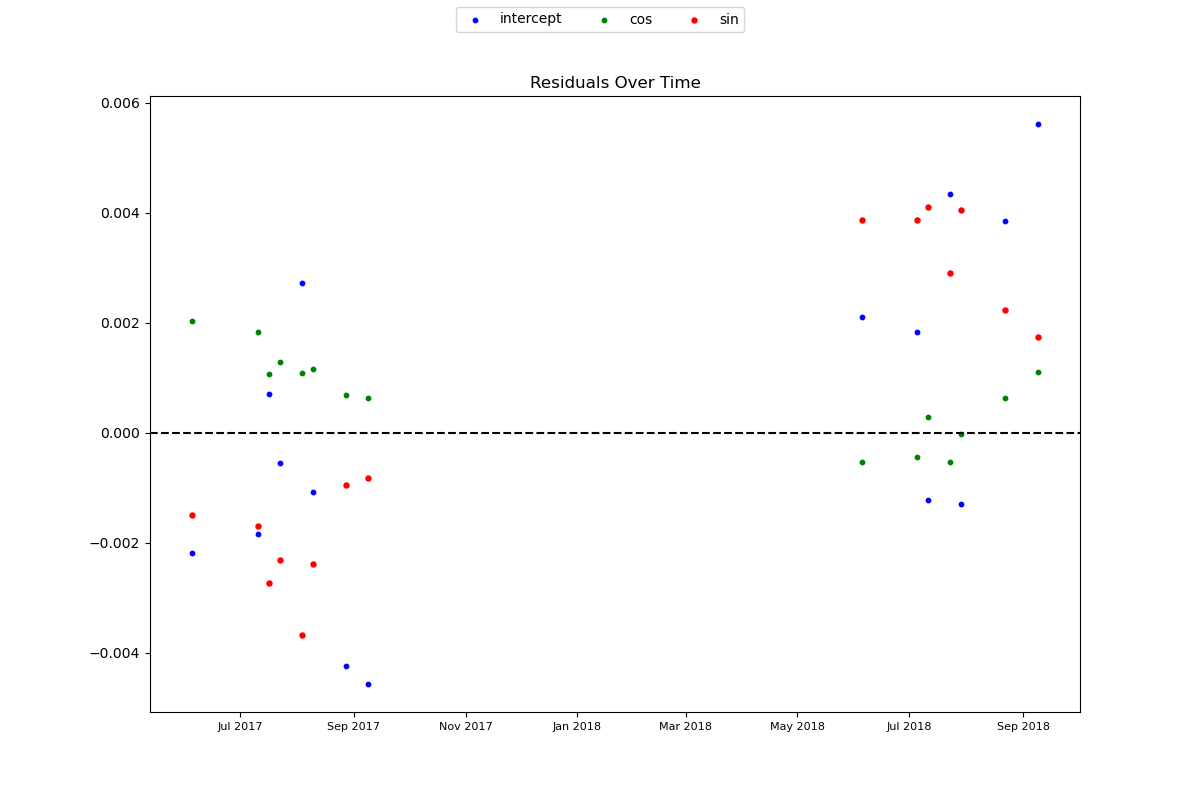 intercept cos sin
Residuals Over Time
0.006
0.004
0.002
0.000
−0.002
−0.004
Jul 2017 Sep 2017 Nov 2017 Jan 2018 Mar 2018 May 2018 Jul 2018 Sep 2018